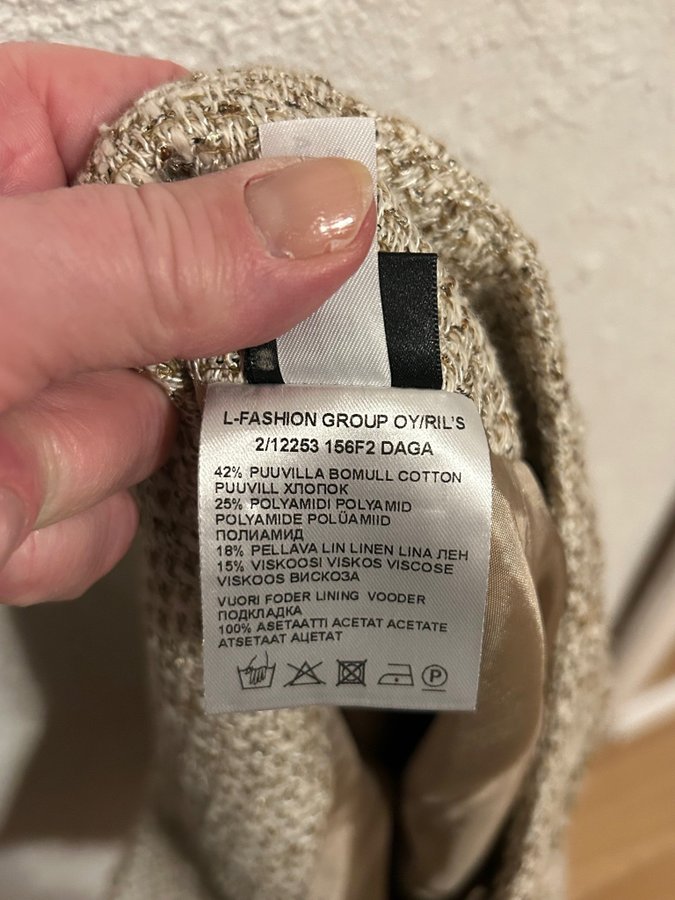 L-FASHION GROUP OY/RIL'S
2/12253 156F2 DAGA
42% PUUVILLA BOMULL COTTON
PUUVILL ХЛОПОК
25% POLYAMIDI POLYAMID
POLYAMIDE POLÜAMIID
ПОЛИАМИД
18% PELLAVA LIN LINEN LINA ЛЕН
15% VISKOOSI VISKOS VISCOSE
VISKOOS ВИСКОЗА
VUORI FODER LINING VOODER
ПОДКЛАДКА
100% ASETAATTI ACETAT ACETATE
ATSETAAT АЦЕТАТ
P